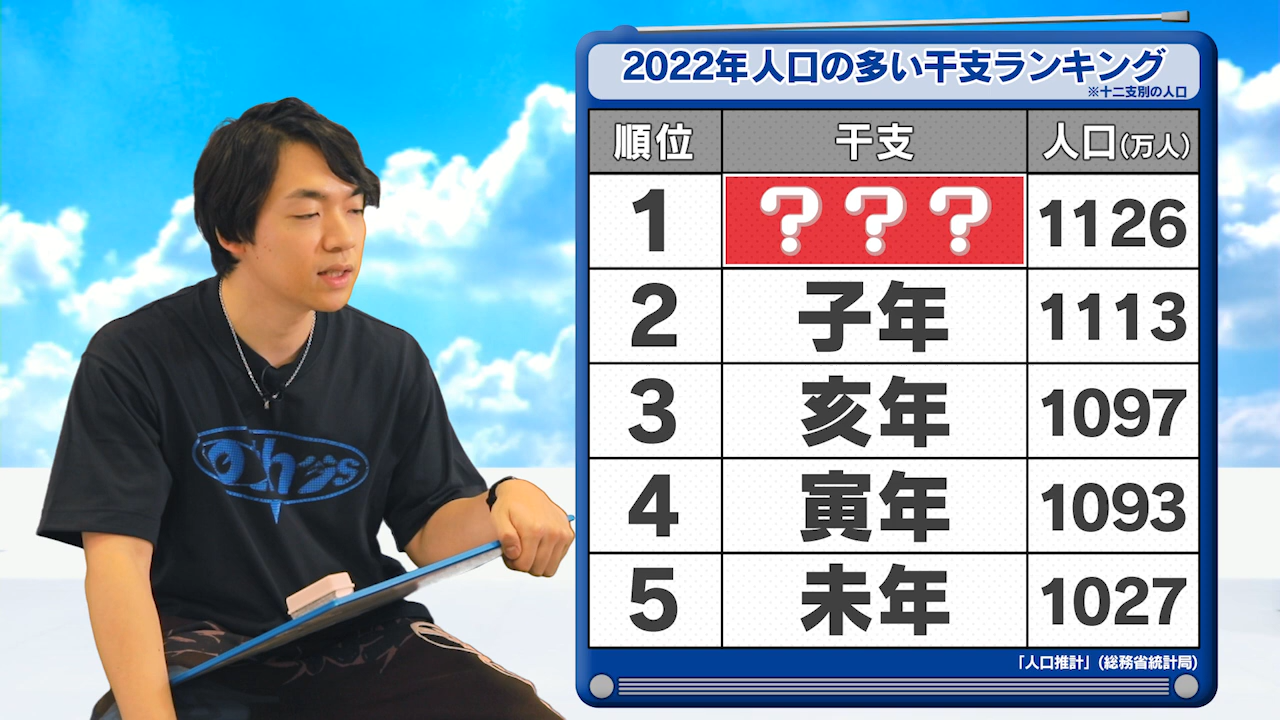 2022年人口の多い干支ランキング
※十二支別の人口
順位 干支 人口(万人)
1 ??? 1126
2 子年 1113
3 亥年 1097
4 寅年 1093
5 未年 1027
「人口推計」(総務省統計局)